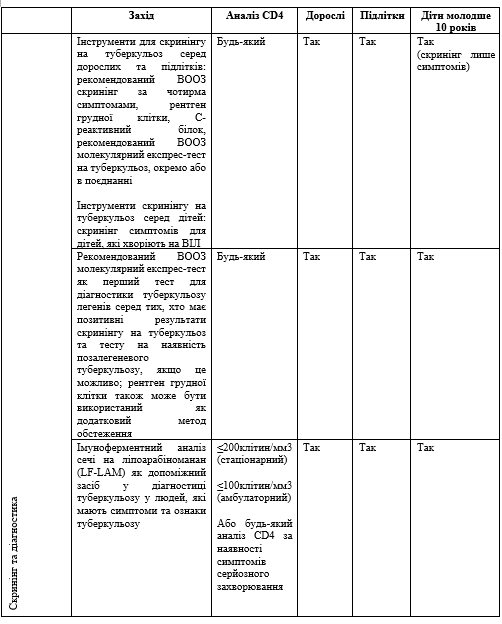 Захід Аналіз CD4 Дорослі Підлітки Діти молодше
10 років
Інструменти для скринінгу
на туберкульоз серед
дорослих та підлітків:
рекомендований ВООЗ
скринінг за чотирма
симптомами, рентген
грудної клітки, С-
реактивний білок,
рекомендований ВООЗ
молекулярний експрес-тест
на туберкульоз, окремо або
в поєднанні
Інструменти скринінгу на
туберкульоз серед дітей:
скринінг симптомів для
дітей, які хворіють на ВІЛ
Будь-який
Так
Так
Так
(скринінг лише
симптомів)
Рекомендований ВООЗ
молекулярний експрес-тест
як перший тест для
діагностики туберкульозу
легенів серед тих, хто має
позитивні результати
скринінгу на туберкульоз
та тесту на наявність
позалегеневого
туберкульозу, якщо це
можливо; рентген грудної
клітки також може бути
використаний як
додатковий метод
обстеження
Будь-який
Так
Так
Так
Імуноферментний аналіз
сечі на ліпоарабіноманан
(LF-LAM) як допоміжний
засіб у діагностиці
туберкульозу у людей, які
мають симптоми та ознаки
туберкульозу
≤200клітин/мм3
(стаціонарний)
≤100клітин/мм3
(амбулаторний)
Або будь-який
аналіз CD4 за
наявності
симптомів
серйозного
захворювання
Так
Так
Так
Скринінг та діагностика